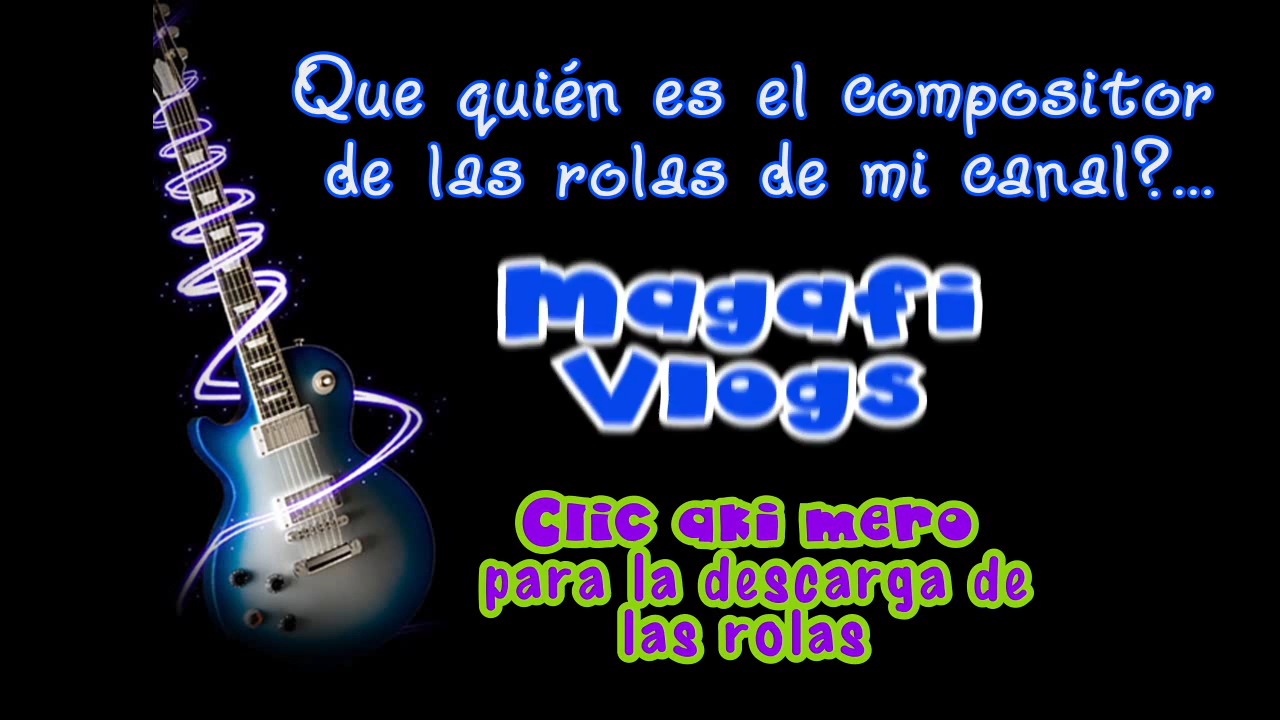 Que quién es el compositor
de las rolas de mi canal?...
Magafi
Vlogs
Clic aki mero
para la descarga de
las rolas